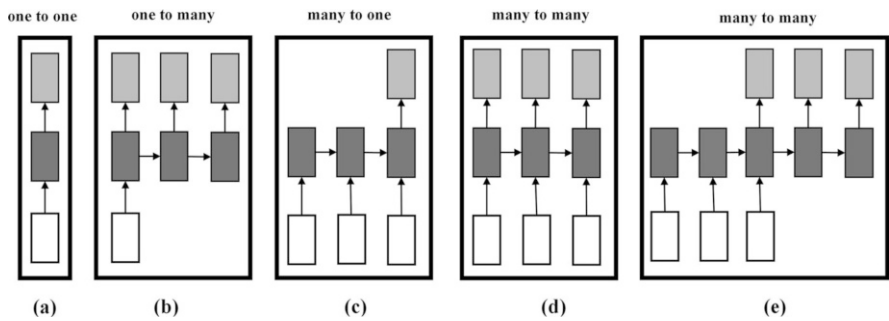 one to one
one to many
many to one
many to many
many to many
(a)
(b)
(c)
(d)
(e)